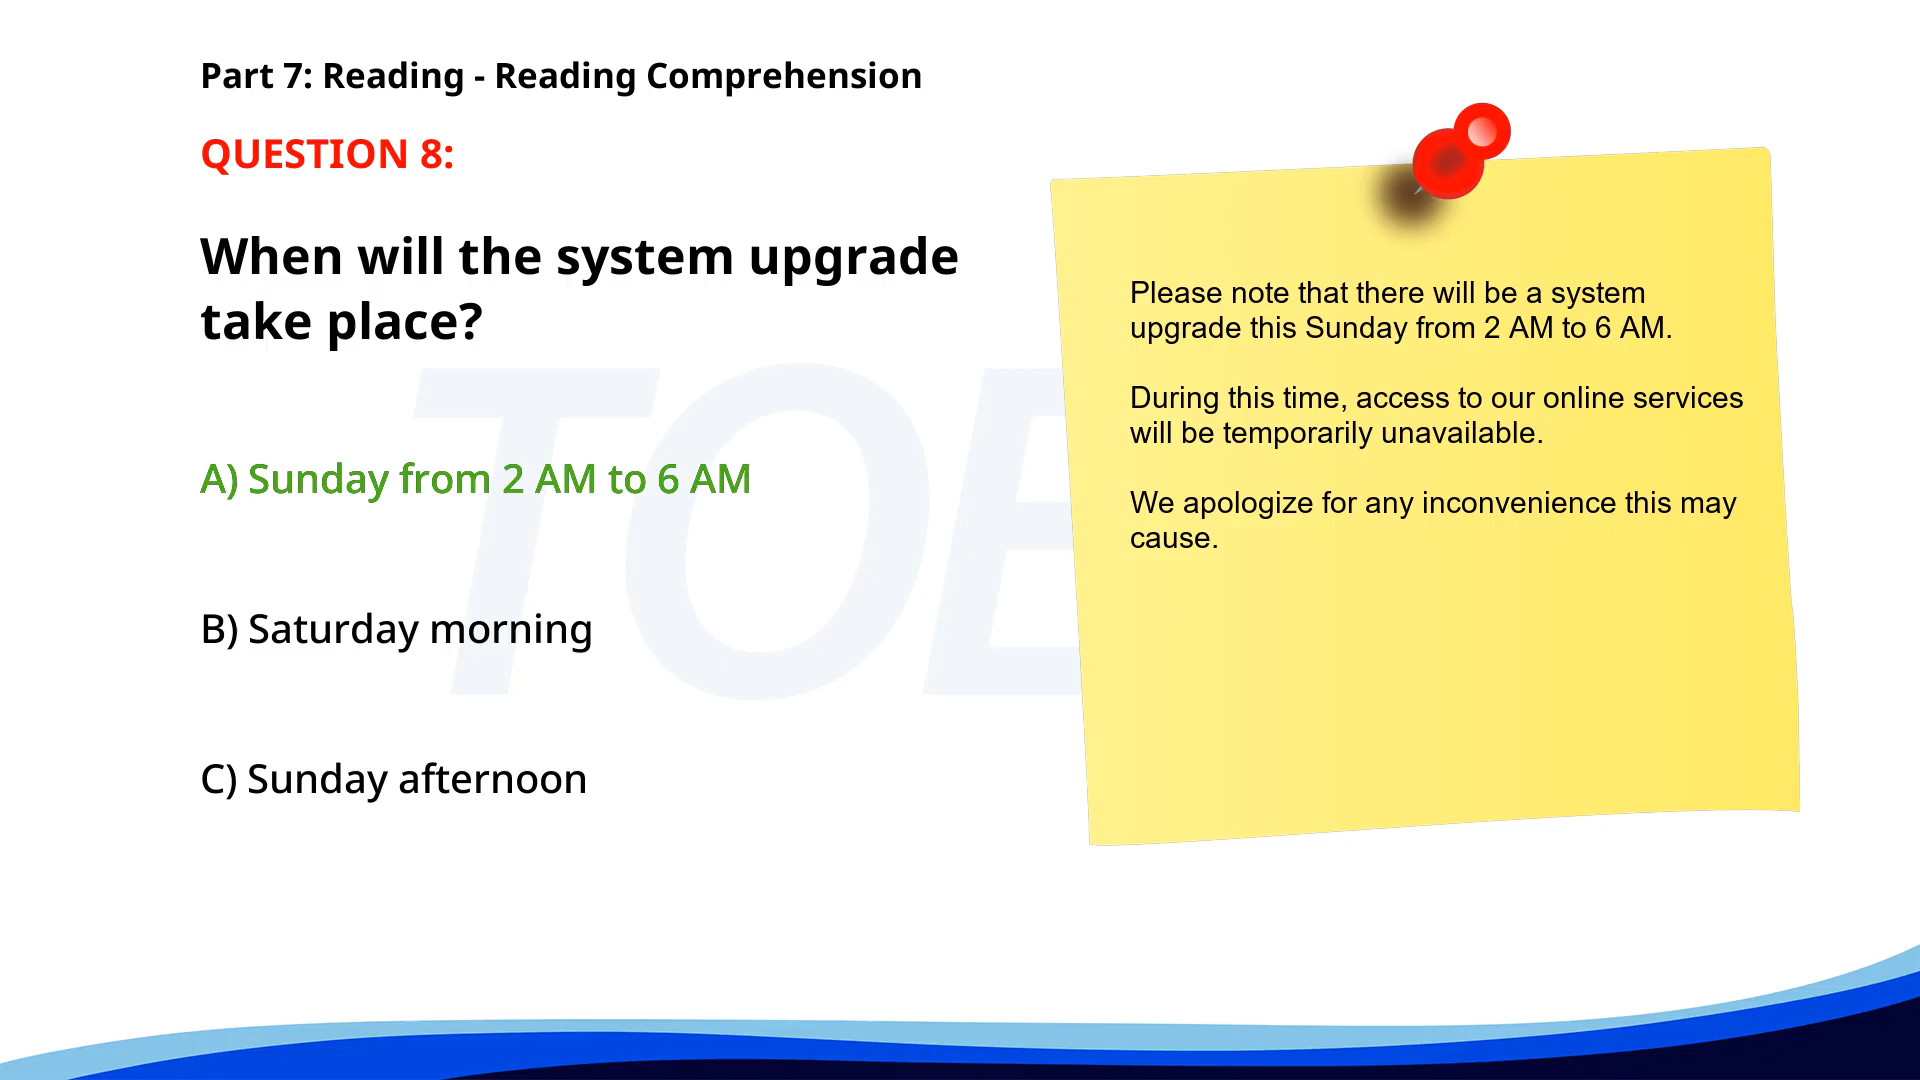 Part 7: Reading - Reading Comprehension
QUESTION 8:
When will the system upgrade
take place?
A) Sunday from 2 AM to 6 AM
B) Saturday morning
C) Sunday afternoon
Please note that there will be a system
upgrade this Sunday from 2 AM to 6 AM.
During this time, access to our online services
will be temporarily unavailable.
We apologize for any inconvenience this may
cause.
TOE